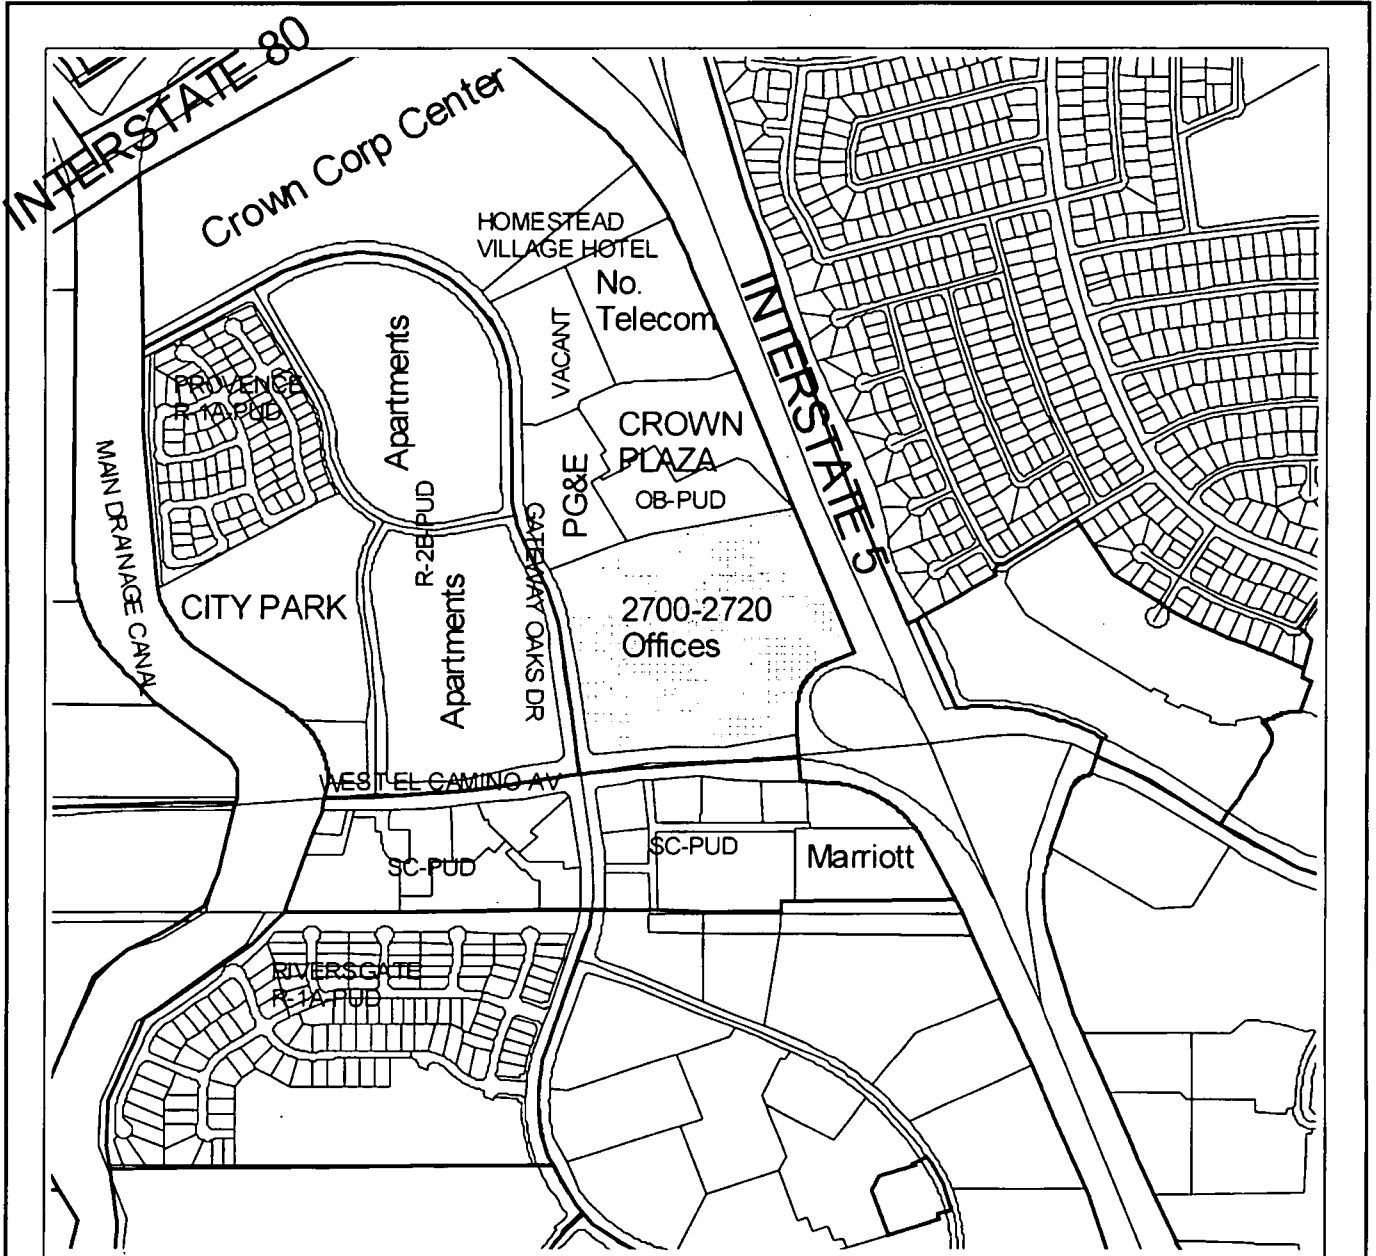 INTERSTATE 80
Crown Corp Center
HOMESTEAD
VILLAGE HOTEL
No.
Telecom
VACANT
INTERSTATE 5
Apartments
PROVENCE
R-1A-PUD
CROWN
PLAZA
PG&E
OB-PUD
R-2B-PUD
MAIN DRAINAGE CANAL
GATEWAY OAKS DR
CITY PARK
2700-2720
Offices
Apartments
WEST EL CAMINO AV
SC-PUD
SC-PUD
Marriott
RIVERSGATE
R-1A-PUD